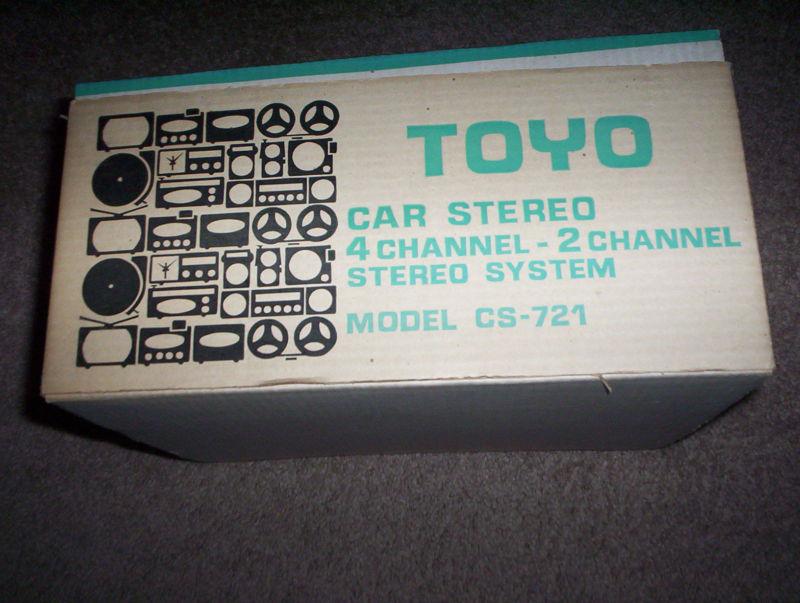 TOYO
CAR STEREO
4 CHANNEL - 2 CHANNEL
STEREO SYSTEM
MODEL CS-721